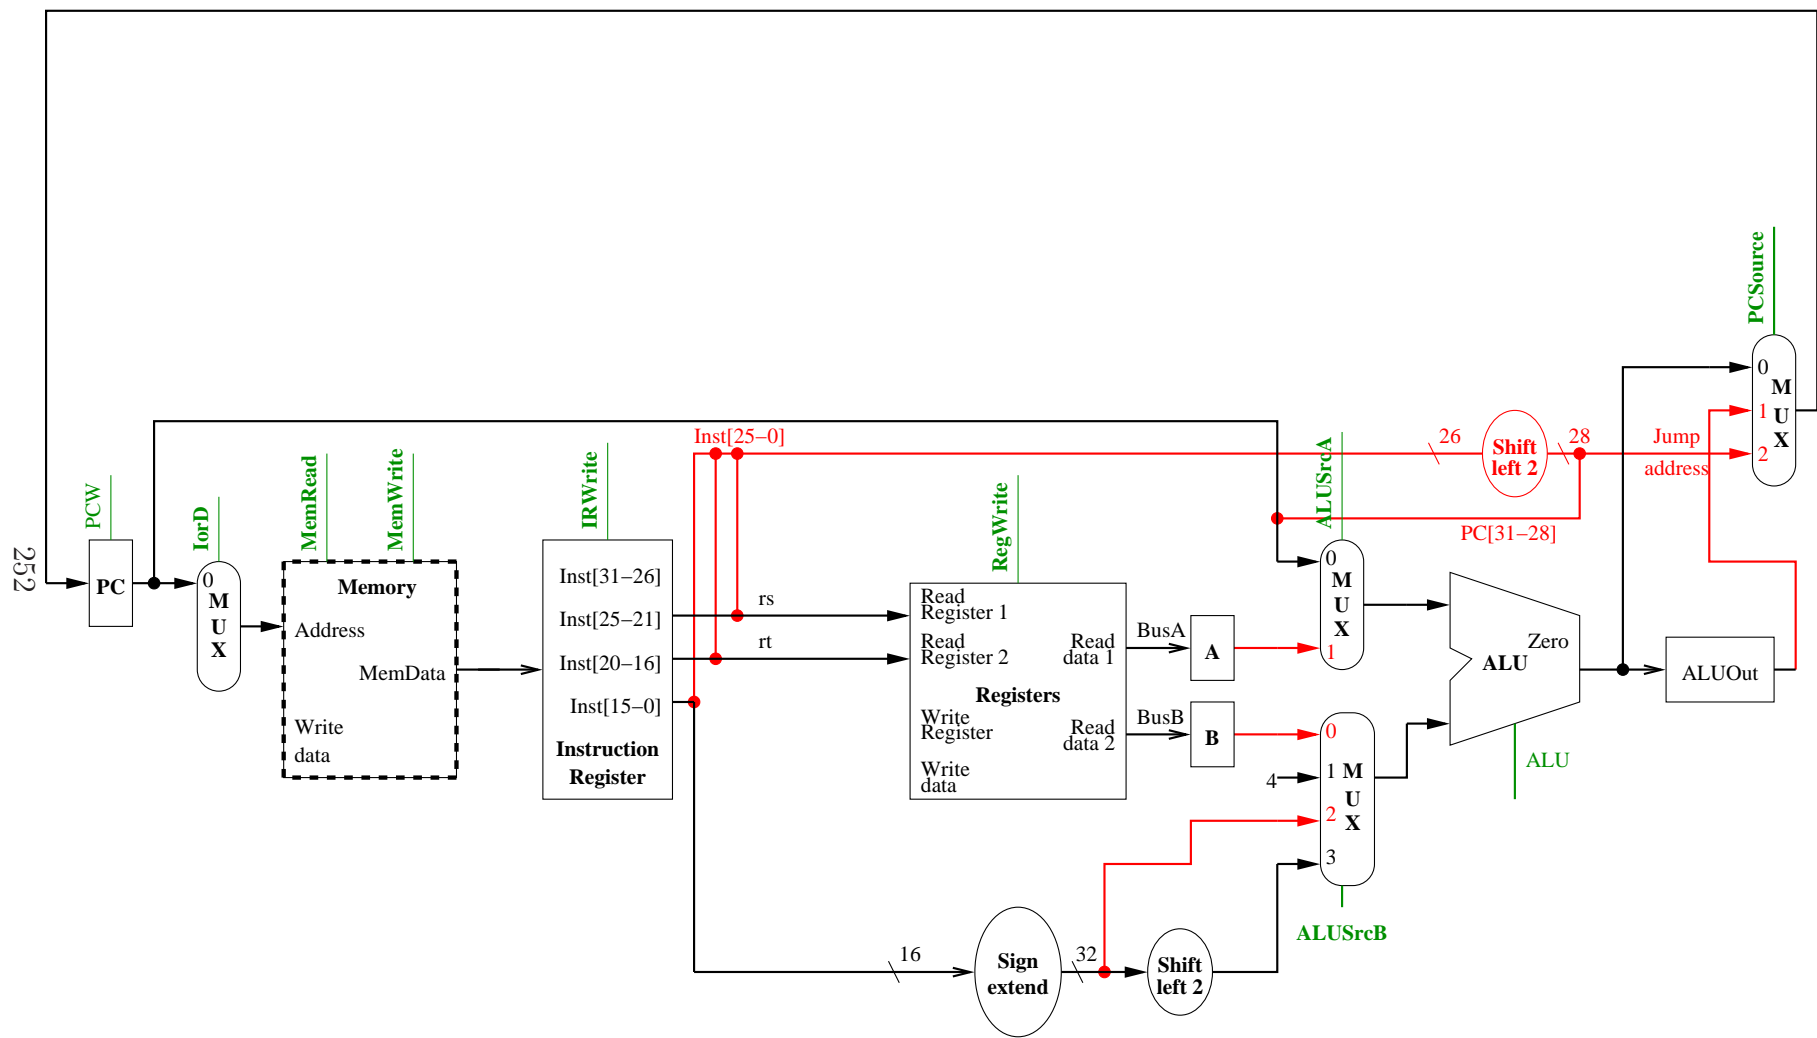 252
PCW
PC
IorD
0
M
U
X
MemRead
MemWrite
Memory
Address
MemData
Write
data
IRWrite
Inst[31−26]
Inst[25−21]
Inst[20−16]
Inst[15−0]
Instruction
Register
Inst[25−0]
rs
rt
RegWrite
Read
Register 1
Read
Register 2
Read
data 1
Registers
Write
Register
Read
data 2
Write
data
BusA
A
BusB
B
16
Sign
extend
32
Shift
left 2
4
ALUSrcA
0
M
U
X
1
0
1
M
U
2
X
3
ALUSrcB
26
Shift
left 2
28
PC[31−28]
Jump
address
Zero
ALU
ALU
ALUOut
PCSource
0
M
1
U
X
2